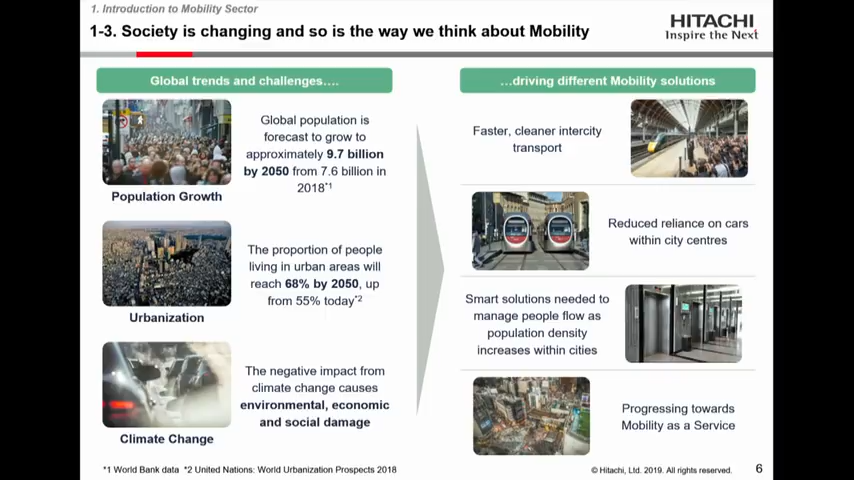 1. Introduction to Mobility Sector
1-3. Society is changing and so is the way we think about Mobility
HITACHI
Inspire the Next
Global trends and challenges....
Global population is
forecast to grow to
approximately 9.7 billion
by 2050 from 7.6 billion in
2018*1
Population Growth
The proportion of people
living in urban areas will
reach 68% by 2050, up
from 55% today*2
Urbanization
The negative impact from
climate change causes
environmental, economic
and social damage
Climate Change
...driving different Mobility solutions
Faster, cleaner intercity
transport
Reduced reliance on cars
within city centres
Smart solutions needed to
manage people flow as
population density
increases within cities
Progressing towards
Mobility as a Service
*1 World Bank data *2 United Nations: World Urbanization Prospects 2018
© Hitachi, Ltd. 2019. All rights reserved.
6